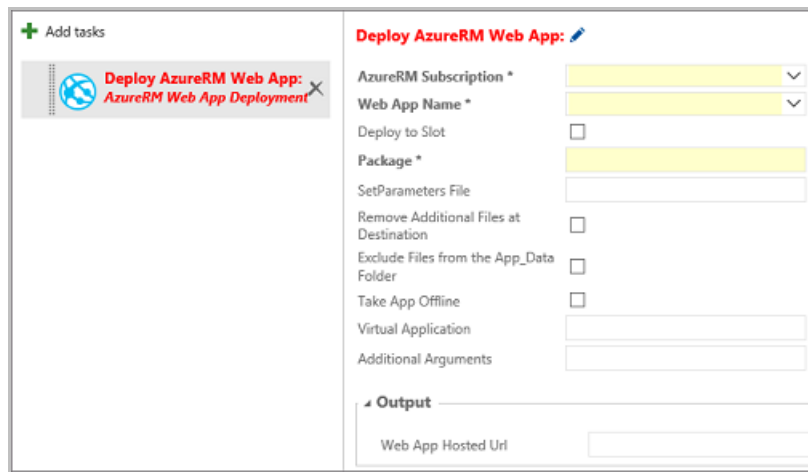 Add tasks
Deploy AzureRM Web App:
AzureRM Web App Deployment
Deploy AzureRM Web App:
AzureRM Subscription *
Web App Name *
Deploy to Slot
Package *
SetParameters File
Remove Additional Files at
Destination
Exclude Files from the App_Data
Folder
Take App Offline
Virtual Application
Additional Arguments
Output
Web App Hosted Url